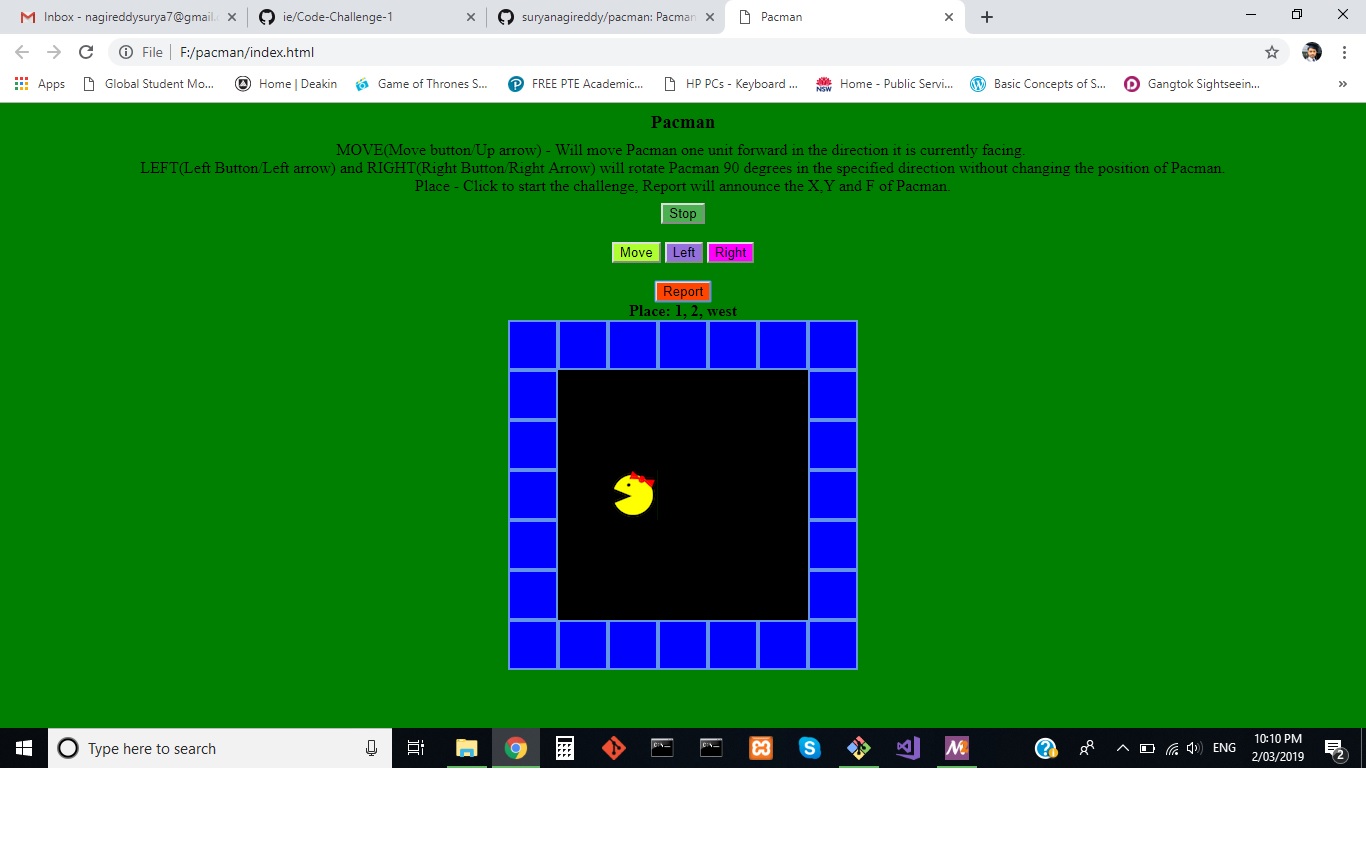 Inbox - nagireddysurya7@gmail.
ie/Code-Challenge-1
suryanagireddy/pacman: Pacman
Pacman
File F:/pacman/index.html
Apps
Global Student Mo...
Home | Deakin
Game of Thrones S...
FREE PTE Academic...
HP PCs - Keyboard ...
NSW
Home - Public Servi...
Basic Concepts of S...
Gangtok Sightseein...
»
Pacman
MOVE(Move button/Up arrow) - Will move Pacman one unit forward in the direction it is currently facing.
LEFT(Left Button/Left arrow) and RIGHT(Right Button/Right Arrow) will rotate Pacman 90 degrees in the specified direction without changing the position of Pacman.
Place - Click to start the challenge, Report will announce the X,Y and F of Pacman.
Stop
Move Left Right
Report
Place: 1, 2, west
Type here to search
ENG
10:10 PM
2/03/2019
2